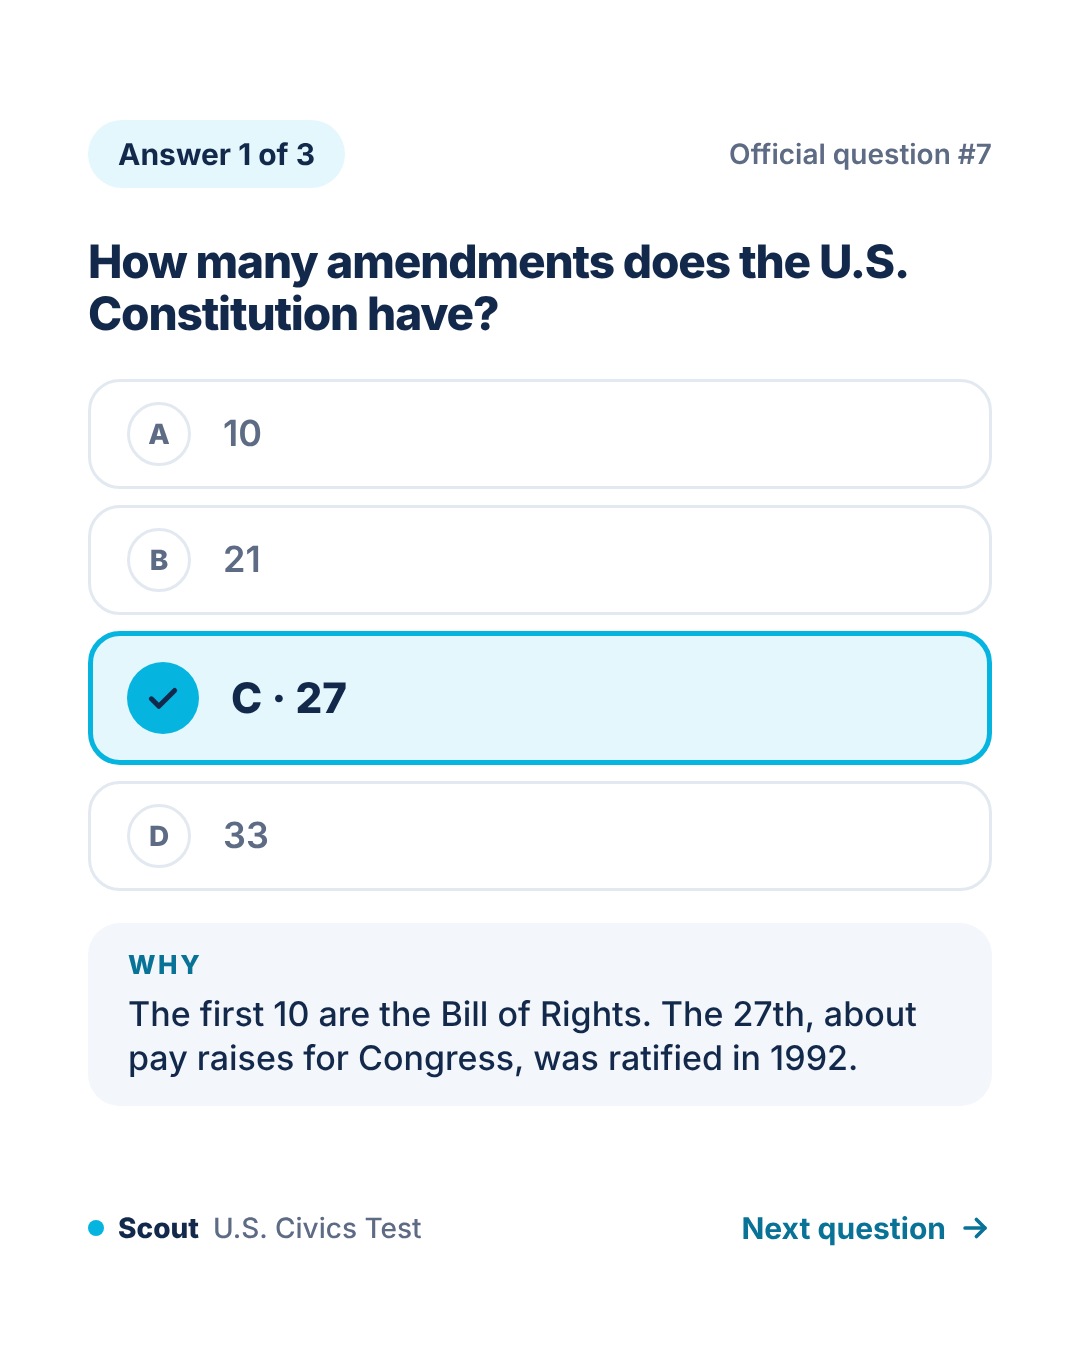 Answer 1 of 3
Official question #7
How many amendments does the U.S.
Constitution have?
A 10
B 21
C · 27
D 33
WHY
The first 10 are the Bill of Rights. The 27th, about
pay raises for Congress, was ratified in 1992.
Scout U.S. Civics Test
Next question →